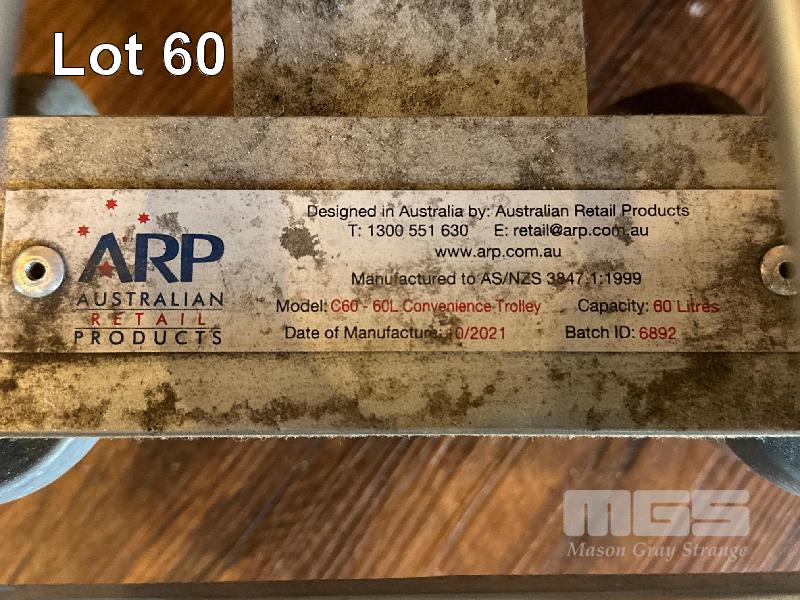 Lot 60
ARP
AUSTRALIAN
RETAIL
PRODUCTS
Designed in Australia by: Australian Retail Products
T: 1300 551 630 E: retail@arp.com.au
www.arp.com.au
Manufactured to AS/NZS 3847:1:1999
Model: C60 - 60L Convenience Trolley Capacity: 60 Litres
Date of Manufacture: 10/2021 Batch ID: 6892
MGS
Mason Gray Strange